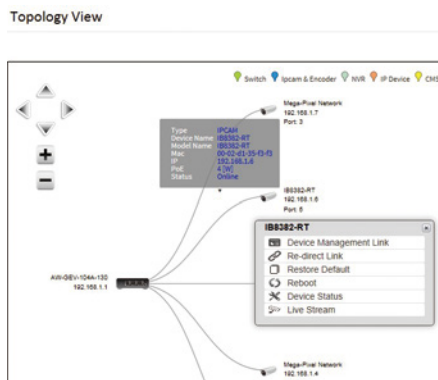 Topology View
Switch Ipcam & Encoder NVR IP Device CMS
Mega-Pixel Network
192.168.1.7
Port: 3
Type IPCAM
Device Name IB8382-RT
Model Name IB8382-RT
Mac 00-02-d1-35-f3-f3
IP 192.168.1.6
PoE 4 [W]
Status Online
IB8382-RT
192.168.1.6
Port: 5
IB8382-RT
Device Management Link
Re-direct Link
Restore Default
Reboot
Device Status
Live Stream
AW-GEV-104A-130
192.168.1.1
Mega-Pixel Network
192.168.1.4